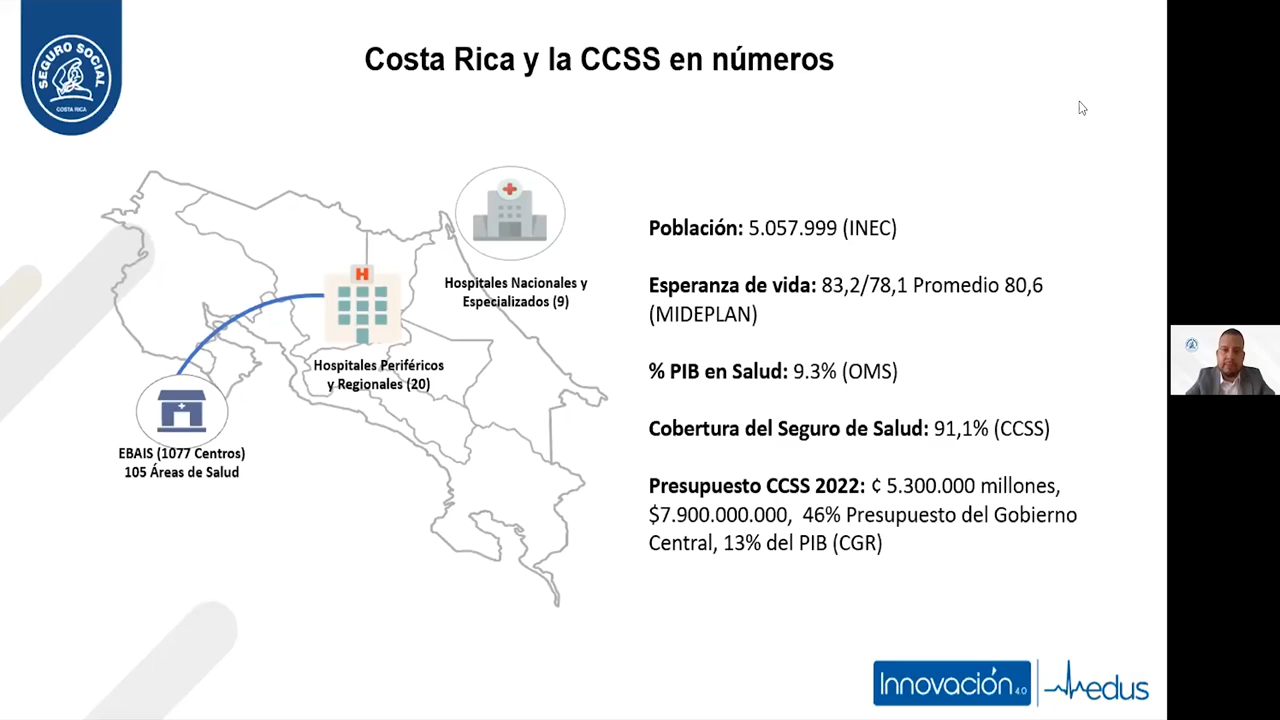 Costa Rica y la CCSS en números
SEGURO SOCIAL
COSTA RICA
Hospitales Nacionales y
Especializados (9)
H
Hospitales Periféricos
y Regionales (20)
EBAIS (1077 Centros)
105 Áreas de Salud
Población: 5.057.999 (INEC)
Esperanza de vida: 83,2/78,1 Promedio 80,6
(MIDEPLAN)
% PIB en Salud: 9.3% (OMS)
Cobertura del Seguro de Salud: 91,1% (CCSS)
Presupuesto CCSS 2022: ¢ 5.300.000 millones,
$7.900.000.000, 46% Presupuesto del Gobierno
Central, 13% del PIB (CGR)
Innovación 4.0
edus